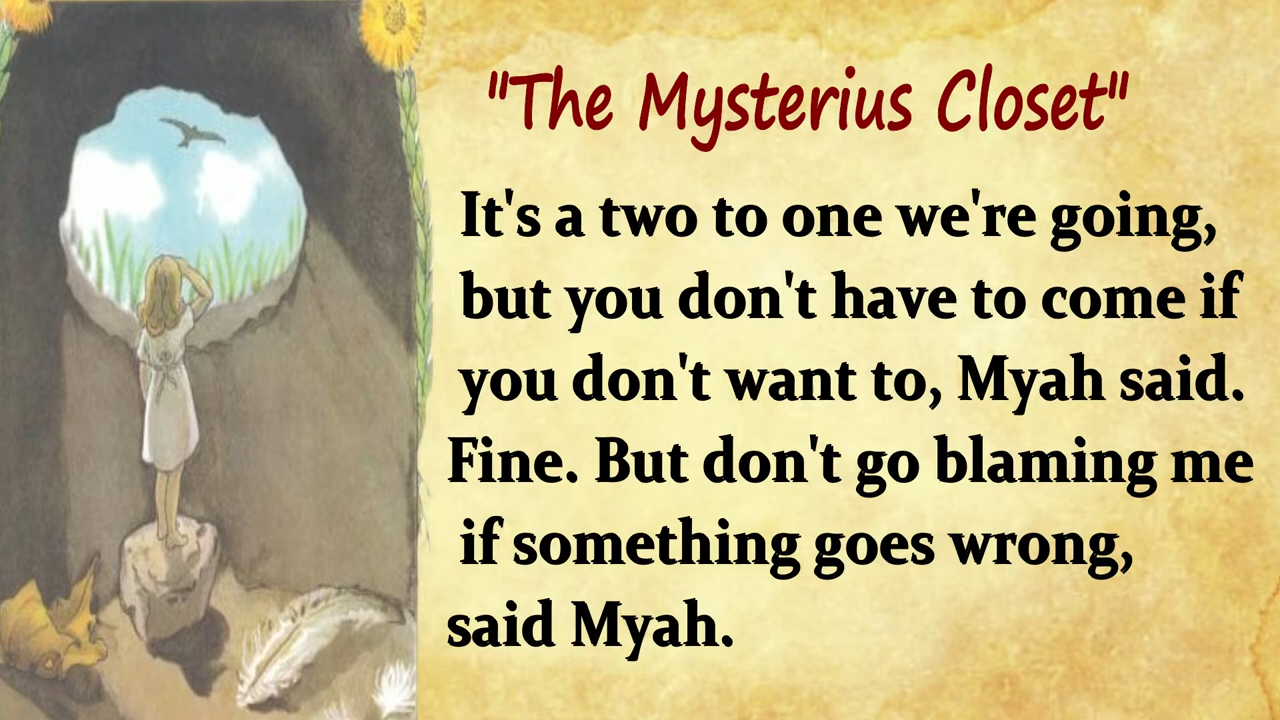 "The Mysterius Closet"
It's a two to one we're going,
but you don't have to come if
you don't want to, Myah said.
Fine. But don't go blaming me
if something goes wrong,
said Myah.